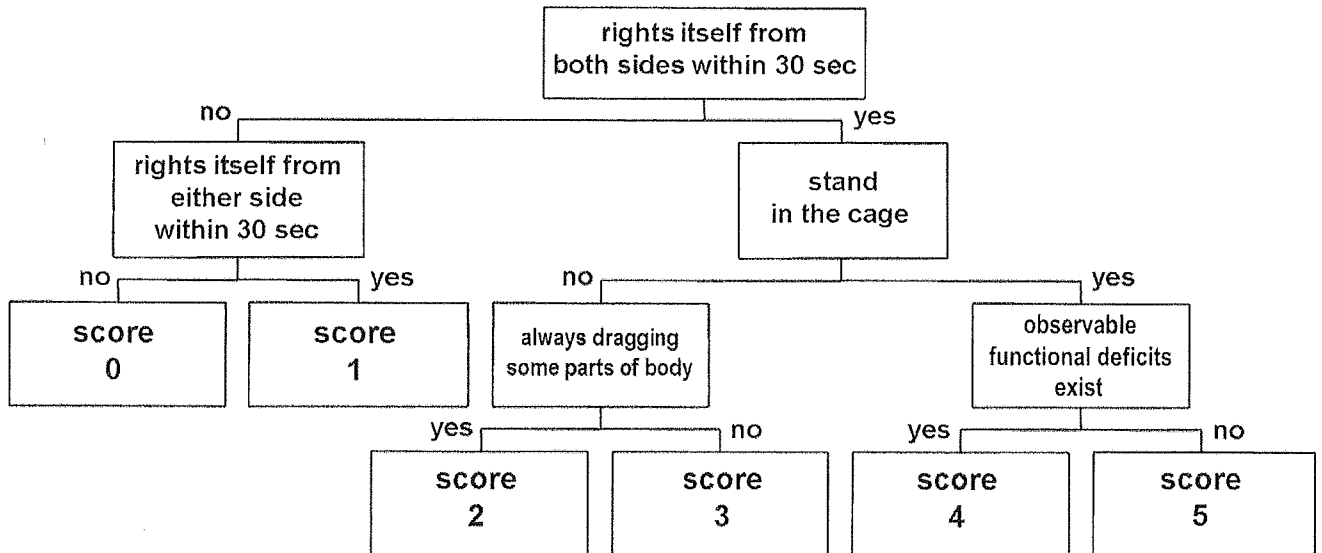 rights itself from
both sides within 30 sec
no
yes
rights itself from
either side
within 30 sec
stand
in the cage
no
yes
no
yes
score
0
score
1
always dragging
some parts of body
observable
functional deficits
exist
yes
no
yes
no
score
2
score
3
score
4
score
5